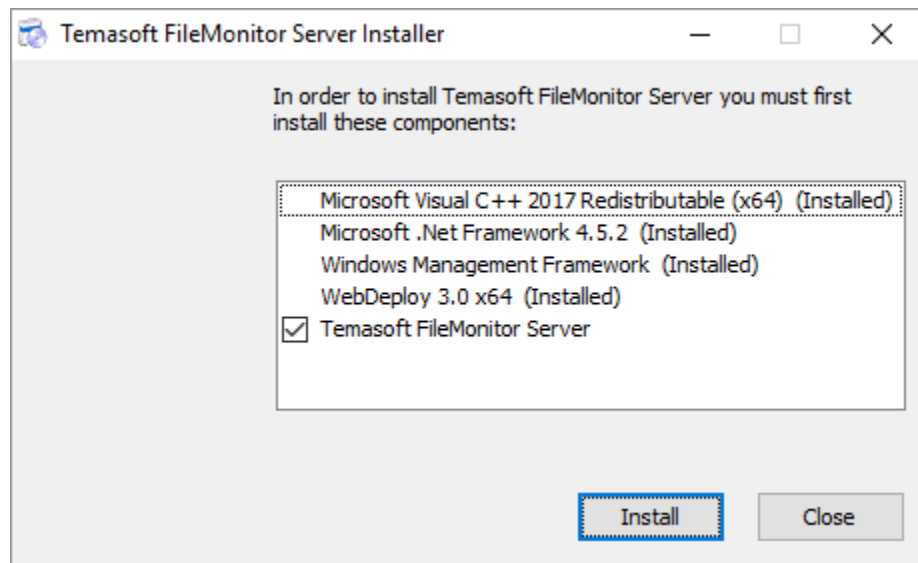 Temasoft FileMonitor Server Installer
In order to install Temasoft FileMonitor Server you must first
install these components:
Microsoft Visual C++ 2017 Redistributable (x64) (Installed)
Microsoft .Net Framework 4.5.2 (Installed)
Windows Management Framework (Installed)
WebDeploy 3.0 x64 (Installed)
Temasoft FileMonitor Server
Install Close